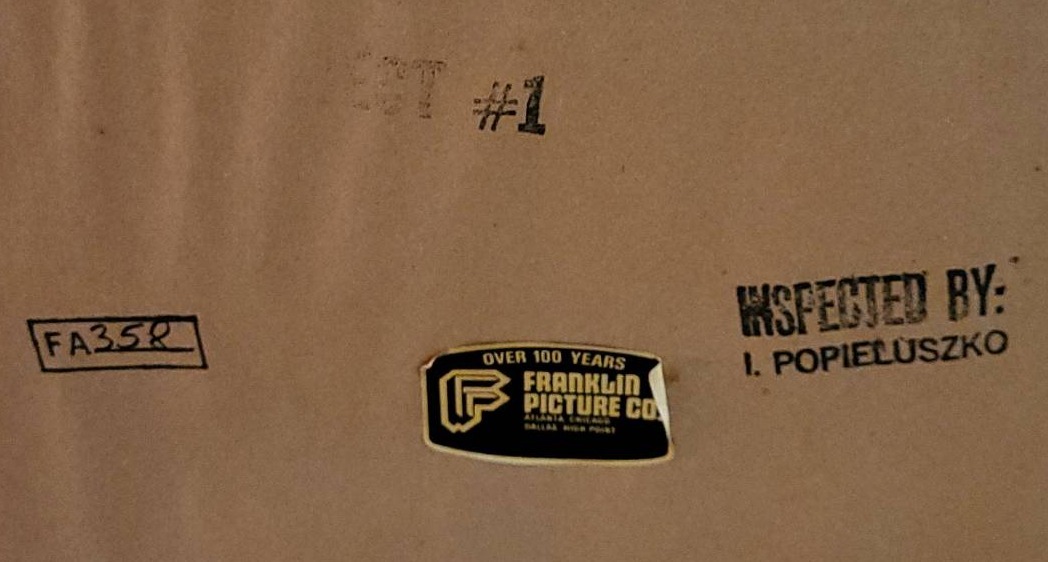 #1
INSPECTED BY:
I. POPIELUSZKO
FA358
OVER 100 YEARS
FRANKLIN
PICTURE CO.
ATLANTA CHICAGO
DALLAS HIGH POINT